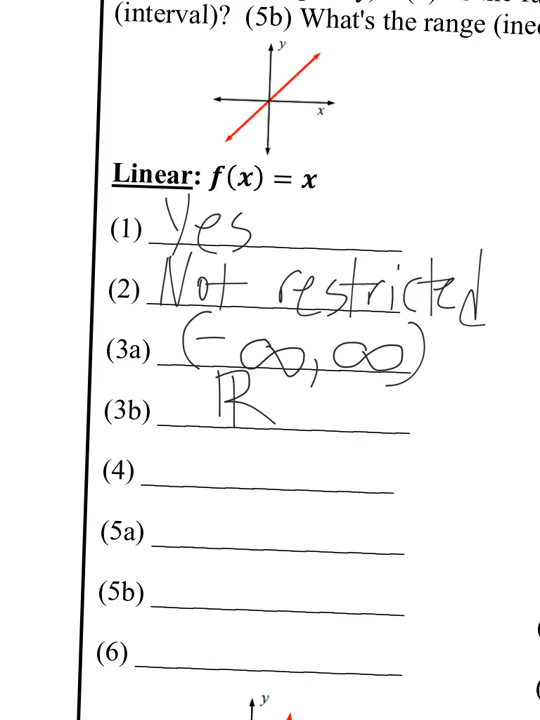 (interval)? (5b) What's the range (ine
y
x
Linear: f(x) = x
(1) Yes
(2) Not restricted
(3a) (-∞, ∞)
(3b) ℝ
(4)
(5a)
(5b)
(6)
y